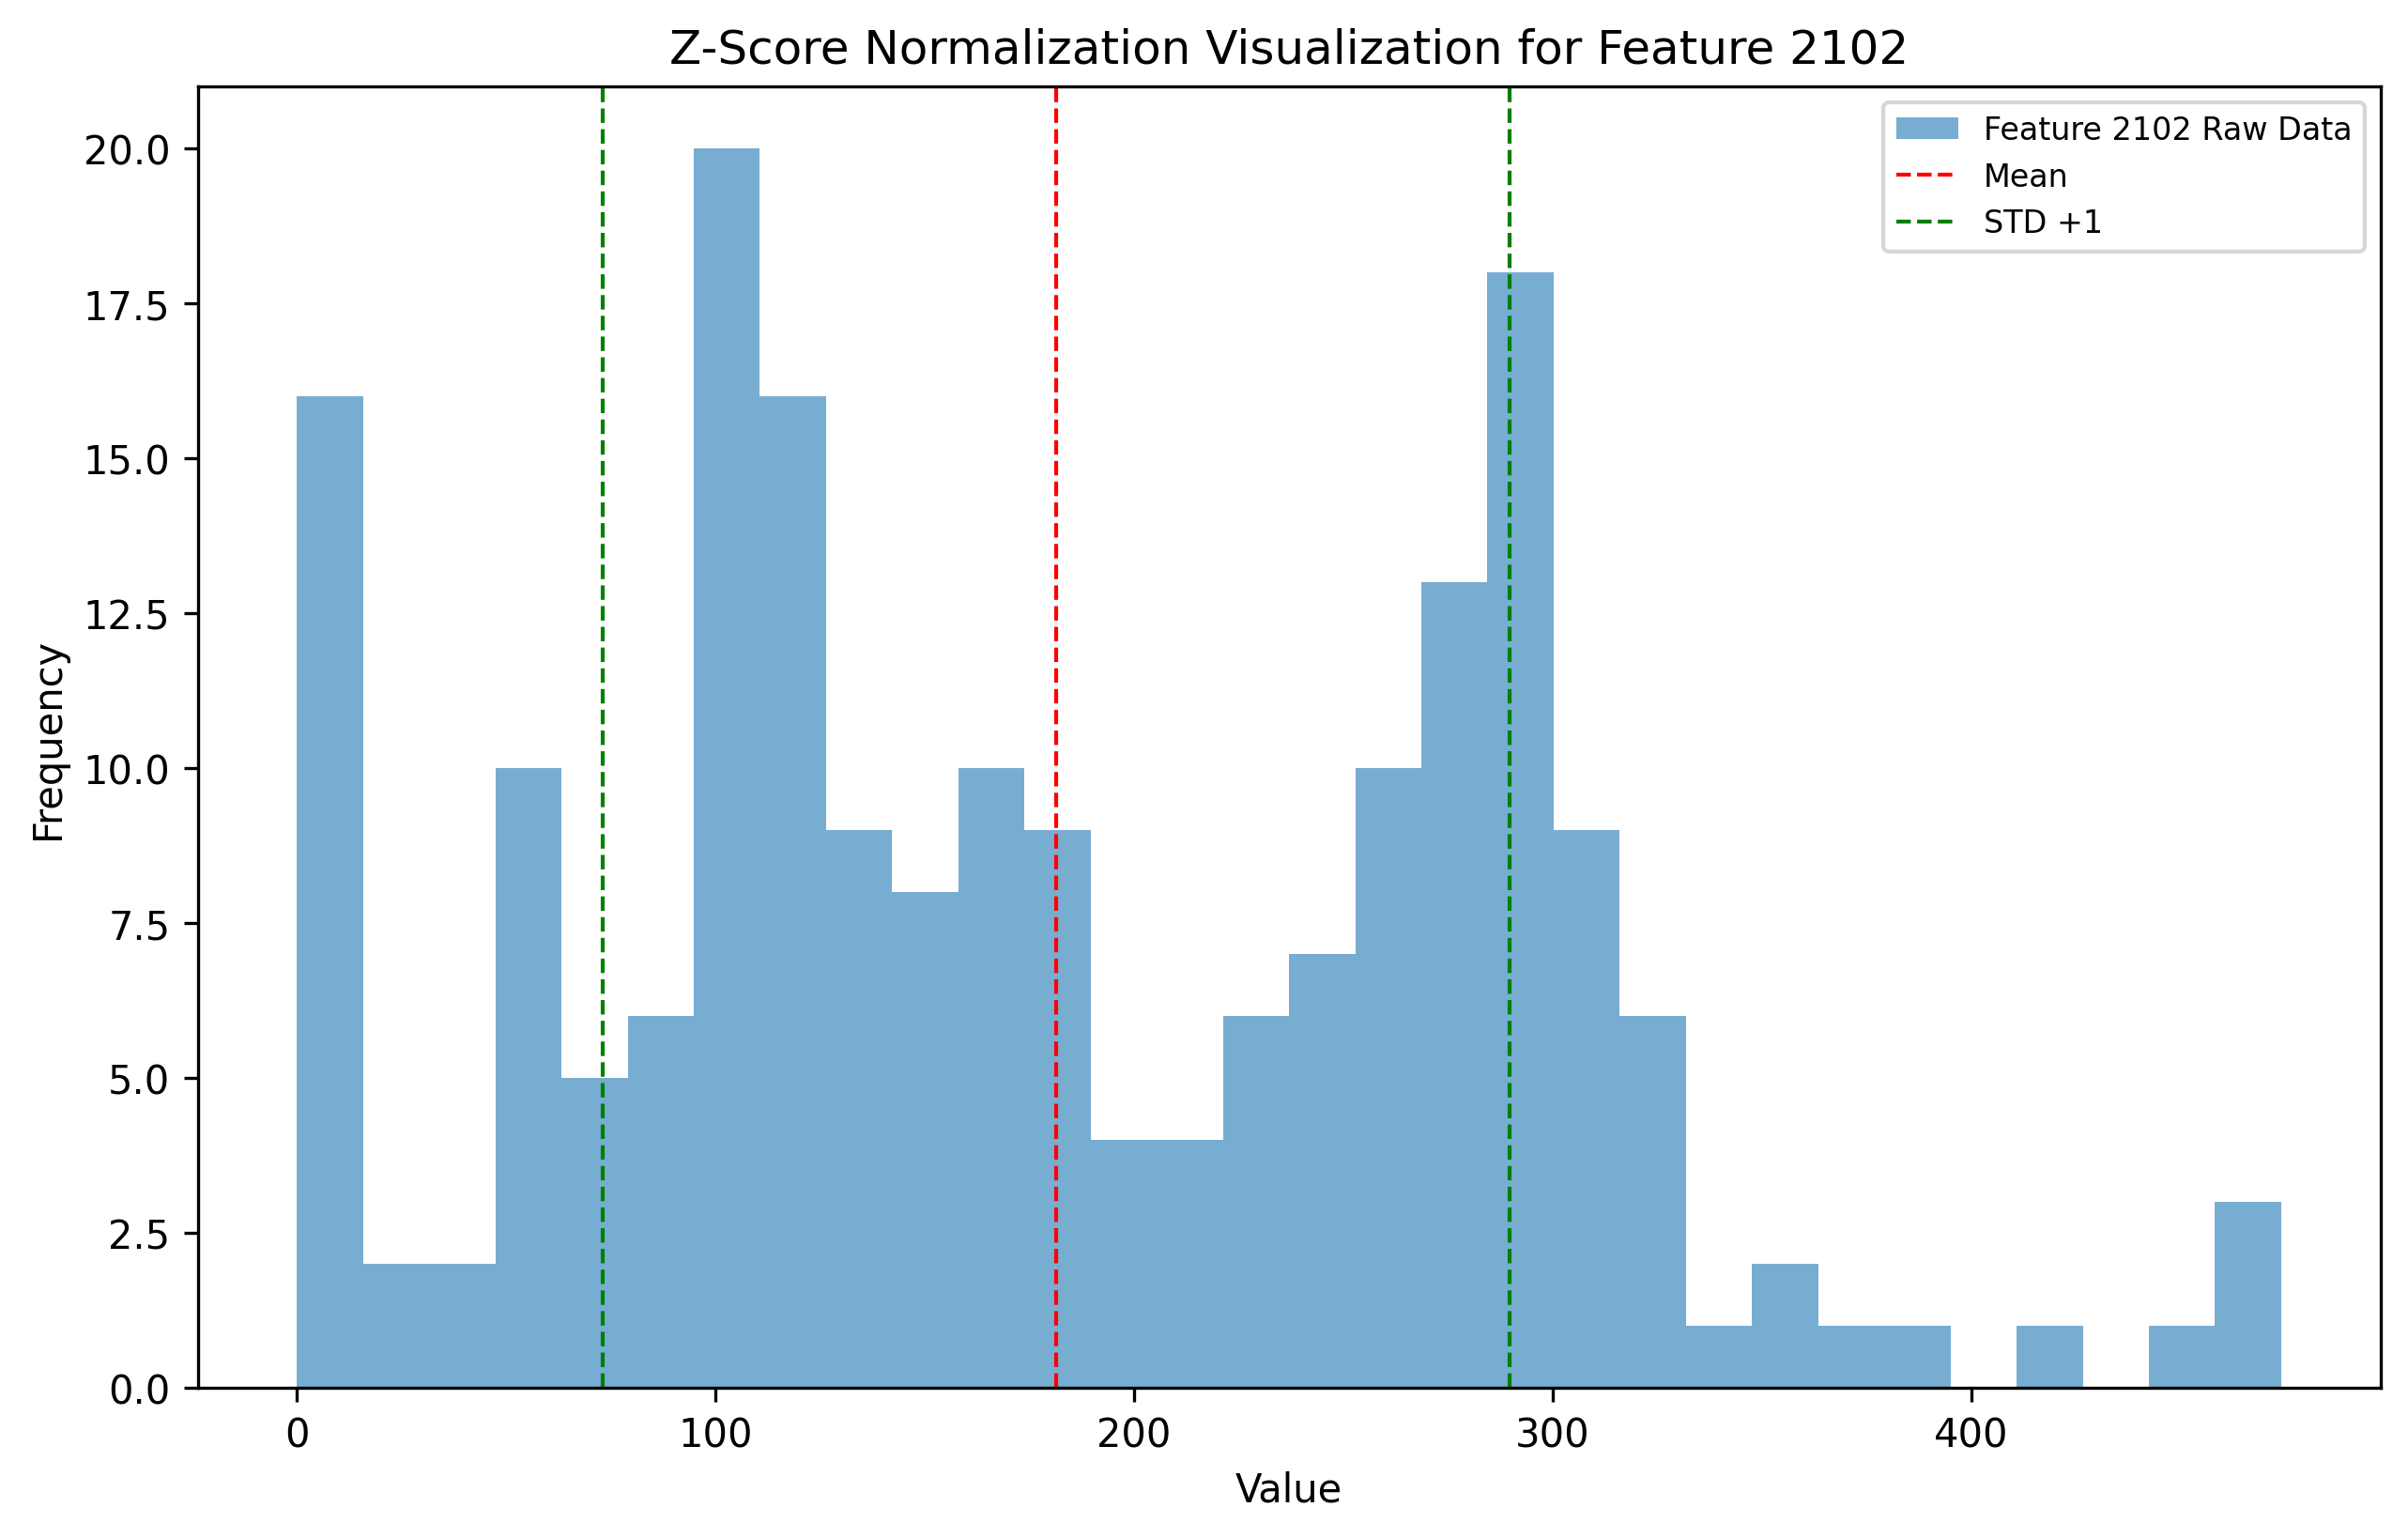 Z-Score Normalization Visualization for Feature 2102
Feature 2102 Raw Data
Mean
STD +1
Frequency
20.0
17.5
15.0
12.5
10.0
7.5
5.0
2.5
0.0
0 100 200 300 400
Value